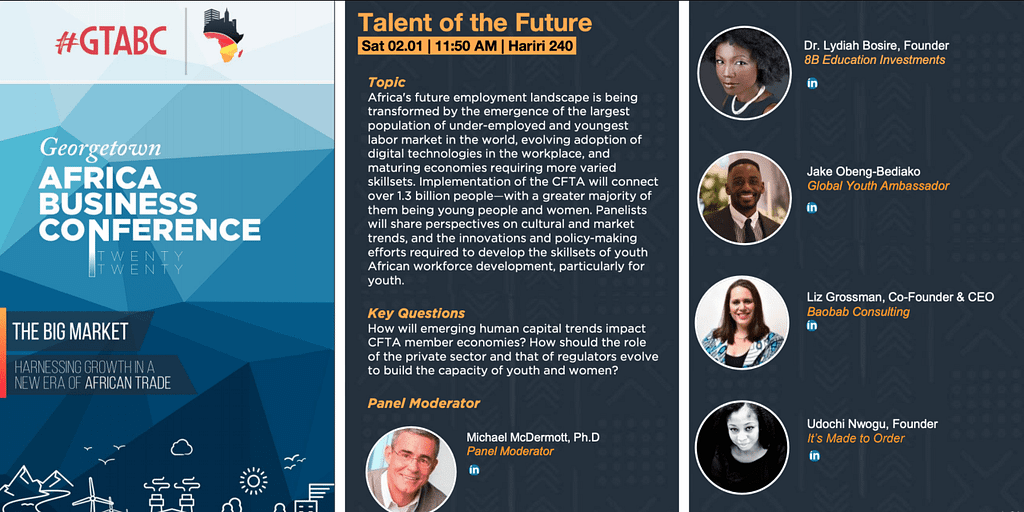 #GTABC
Georgetown
AFRICA
BUSINESS
CONFERENCE
TWENTY
TWENTY
THE BIG MARKET
HARNESSING GROWTH IN A
NEW ERA OF AFRICAN TRADE
Talent of the Future
Sat 02.01 | 11:50 AM | Hariri 240
Topic
Africa's future employment landscape is being
transformed by the emergence of the largest
population of under-employed and youngest
labor market in the world, evolving adoption of
digital technologies in the workplace, and
maturing economies requiring more varied
skillsets. Implementation of the CFTA will connect
over 1.3 billion people—with a greater majority of
them being young people and women. Panelists
will share perspectives on cultural and market
trends, and the innovations and policy-making
efforts required to develop the skillsets of youth
African workforce development, particularly for
youth.
Key Questions
How will emerging human capital trends impact
CFTA member economies? How should the role
of the private sector and that of regulators evolve
to build the capacity of youth and women?
Panel Moderator
Michael McDermott, Ph.D
Panel Moderator
in
Dr. Lydiah Bosire, Founder
8B Education Investments
in
Jake Obeng-Bediako
Global Youth Ambassador
in
Liz Grossman, Co-Founder & CEO
Baobab Consulting
in
Udochi Nwogu, Founder
It's Made to Order
in